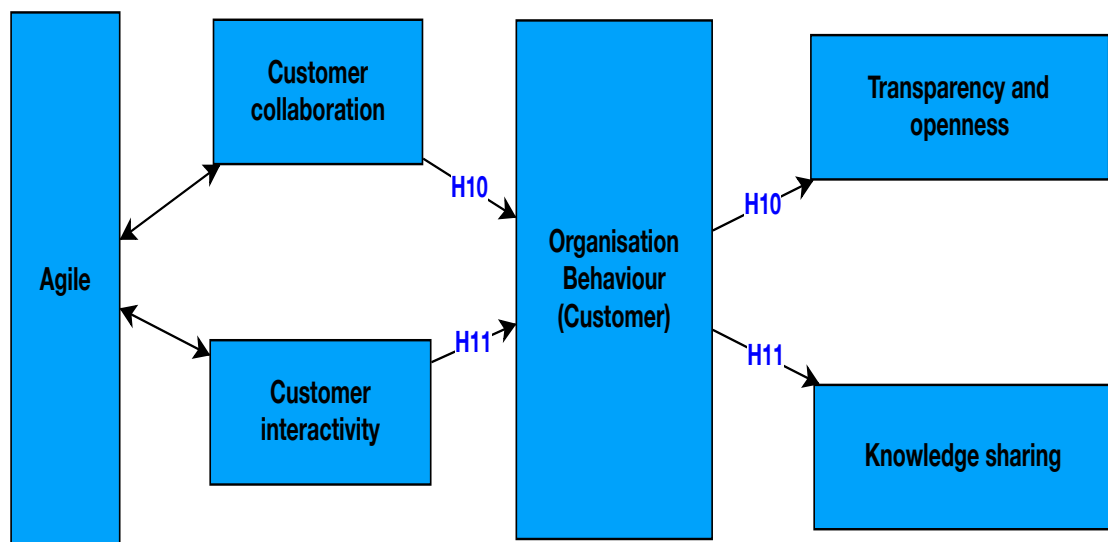 Agile
Customer
collaboration
H10
Customer
interactivity
H11
Organisation
Behaviour
(Customer)
H10
Transparency and
openness
H11
Knowledge sharing